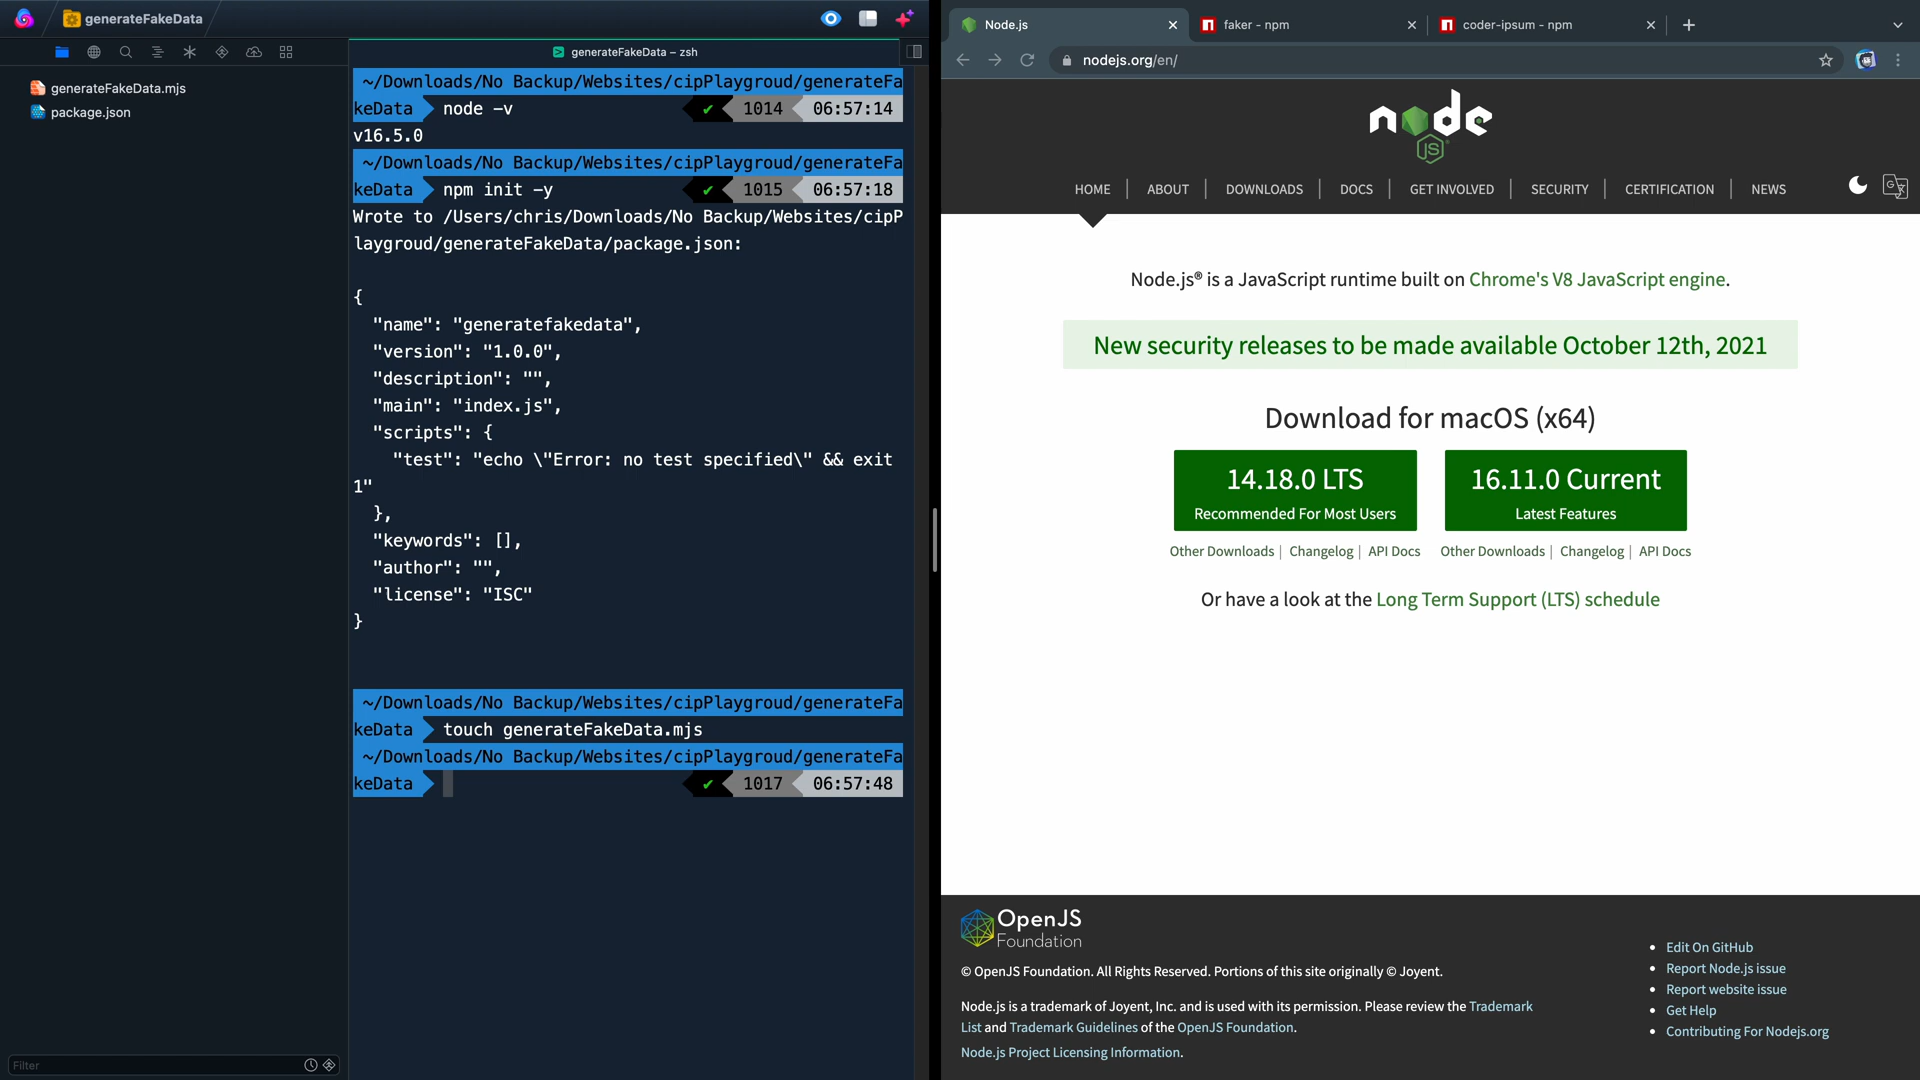 generateFakeData
generateFakeData – zsh
generateFakeData.mjs
package.json
Filter
~/Downloads/No Backup/Websites/cipPlaygroud/generateFa
keData node -v ✔ 1014 06:57:14
v16.5.0
~/Downloads/No Backup/Websites/cipPlaygroud/generateFa
keData npm init -y ✔ 1015 06:57:18
Wrote to /Users/chris/Downloads/No Backup/Websites/cipP
laygroud/generateFakeData/package.json:
{
"name": "generatefakedata",
"version": "1.0.0",
"description": "",
"main": "index.js",
"scripts": {
"test": "echo \"Error: no test specified\" && exit
1"
},
"keywords": [],
"author": "",
"license": "ISC"
}
~/Downloads/No Backup/Websites/cipPlaygroud/generateFa
keData touch generateFakeData.mjs
~/Downloads/No Backup/Websites/cipPlaygroud/generateFa
keData ✔ 1017 06:57:48
Node.js
faker - npm
coder-ipsum - npm
nodejs.org/en/
node
JS
HOME
ABOUT
DOWNLOADS
DOCS
GET INVOLVED
SECURITY
CERTIFICATION
NEWS
Node.js® is a JavaScript runtime built on Chrome's V8 JavaScript engine.
New security releases to be made available October 12th, 2021
Download for macOS (x64)
14.18.0 LTS
Recommended For Most Users
16.11.0 Current
Latest Features
Other Downloads | Changelog | API Docs
Other Downloads | Changelog | API Docs
Or have a look at the Long Term Support (LTS) schedule
OpenJS
Foundation
© OpenJS Foundation. All Rights Reserved. Portions of this site originally © Joyent.
Node.js is a trademark of Joyent, Inc. and is used with its permission. Please review the Trademark
List and Trademark Guidelines of the OpenJS Foundation.
Node.js Project Licensing Information.
Edit On GitHub
Report Node.js issue
Report website issue
Get Help
Contributing For Nodejs.org